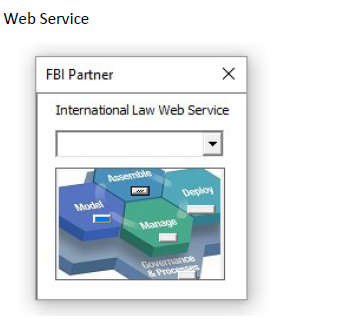 Web Service
FBI Partner
International Law Web Service
Assemble
Model
Deploy
Manage
Governance
& Processes